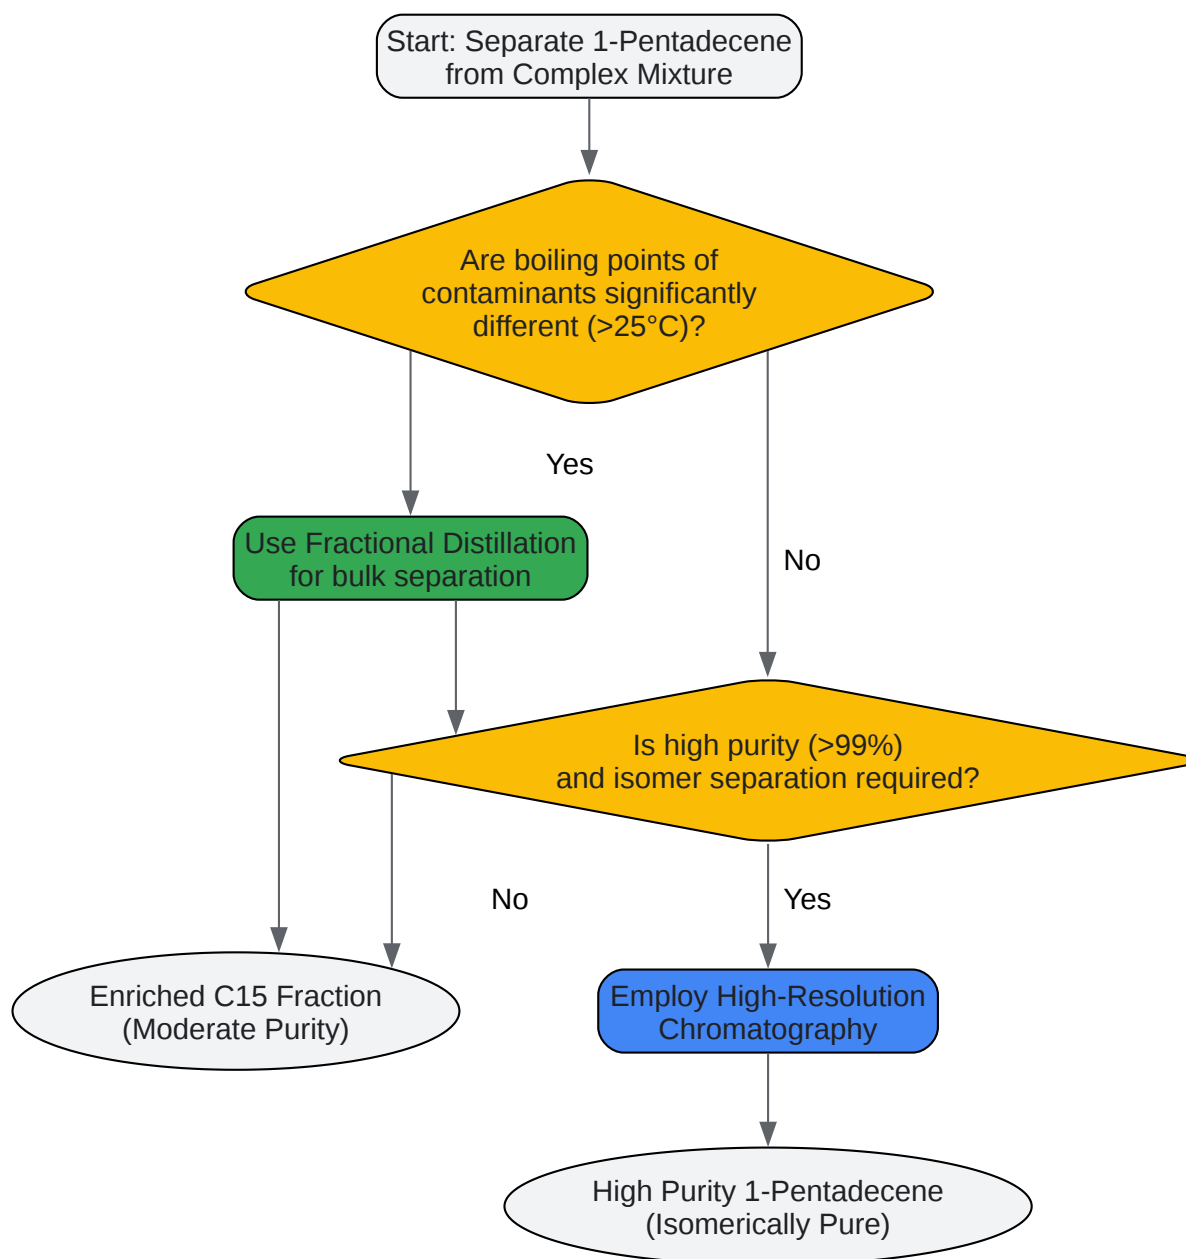 Start: Separate 1-Pentadecene
from Complex Mixture
Are boiling points of
contaminants significantly
different (>25°C)?
Yes
Use Fractional Distillation
for bulk separation
No
Is high purity (>99%)
and isomer separation required?
No
Yes
Enriched C15 Fraction
(Moderate Purity)
Employ High-Resolution
Chromatography
High Purity 1-Pentadecene
(Isomerically Pure)